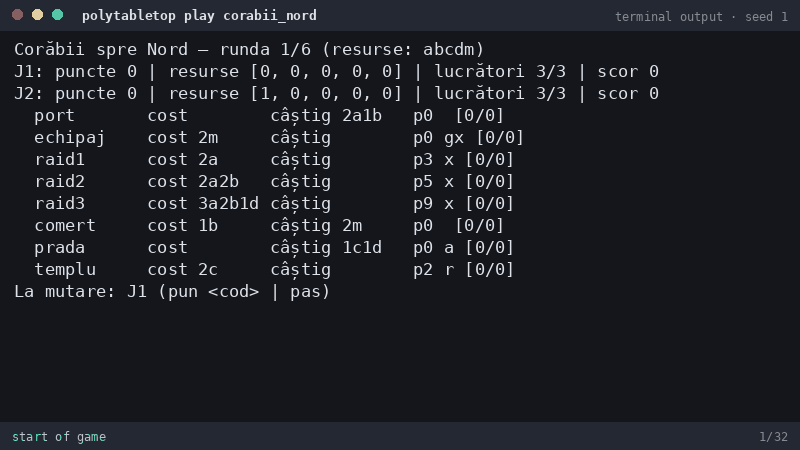 polytabletop play corabii_nord
terminal output · seed 1
Corăbii spre Nord — runda 1/6 (resurse: abcdm)
J1: puncte 0 | resurse [0, 0, 0, 0, 0] | lucrători 3/3 | scor 0
J2: puncte 0 | resurse [1, 0, 0, 0, 0] | lucrători 3/3 | scor 0
port cost câștig 2a1b p0 [0/0]
echipaj cost 2m câștig p0 gx [0/0]
raid1 cost 2a câștig p3 x [0/0]
raid2 cost 2a2b câștig p5 x [0/0]
raid3 cost 3a2b1d câștig p9 x [0/0]
comert cost 1b câștig 2m p0 [0/0]
prada cost câștig 1c1d p0 a [0/0]
templu cost 2c câștig p2 r [0/0]
La mutare: J1 (pun <cod> | pas)
start of game
1/32